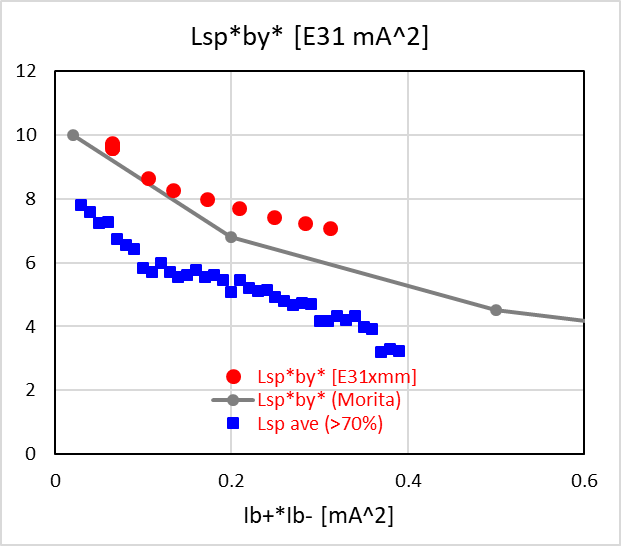 Lsp*by* [E31 mA^2]
12
10
8
6
4
2
0
Lsp*by* [E31xmm]
Lsp*by* (Morita)
Lsp ave (>70%)
0 0.2 0.4 0.6
Ib+*Ib- [mA^2]